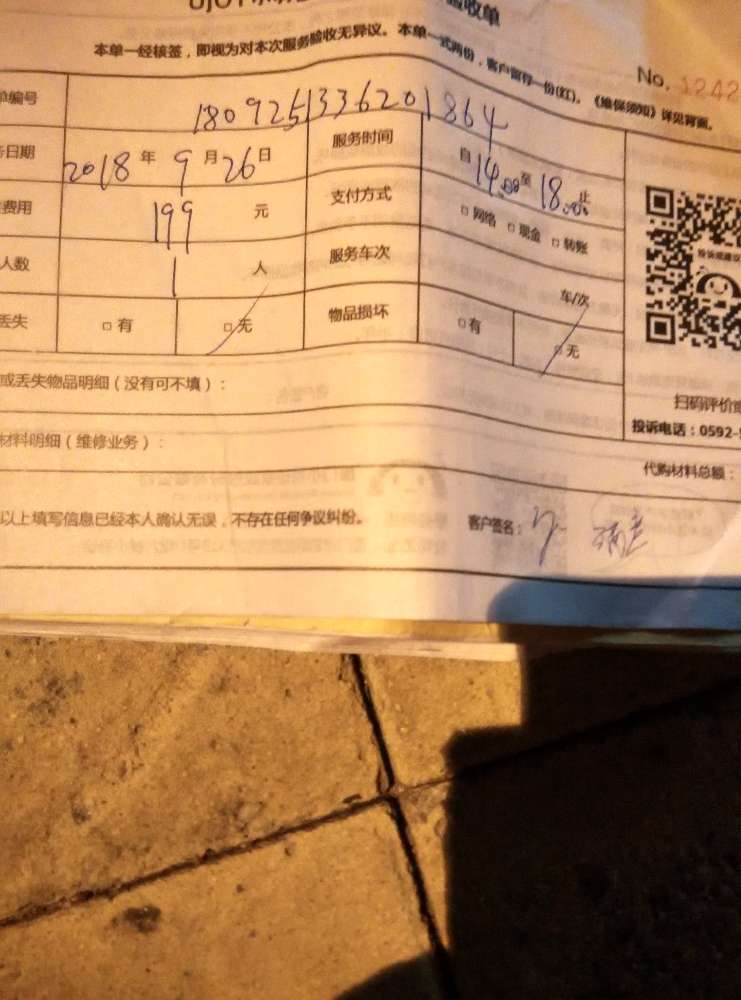 验收单
本单一经核签，即视为对本次服务验收无异议。本单一式两份，客户留存一份(红)。《维保须知》详见背面。
No. 1242
单编号 1809251336201864
日期 2018 年 9 月 26 日 服务时间 自 14:00 至 18:00 止
费用 199 元 支付方式 □ 网络 □ 现金 □ 转账
人数 1 人 服务车次 车/次
丢失 □ 有 □ 无 物品损坏 □ 有 □ 无
或丢失物品明细（没有可不填）：
扫码评价或
投诉电话：0592-
材料明细（维修业务）：
代购材料总额：
以上填写信息已经本人确认无误，不存在任何争议纠纷。 客户签名：